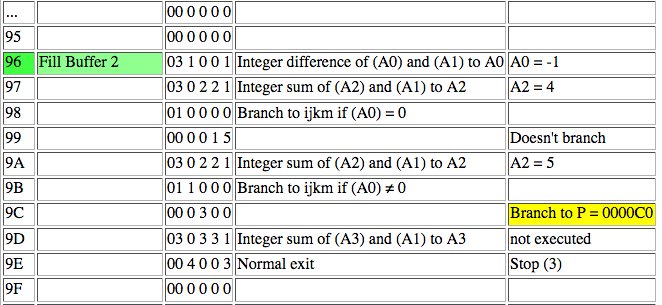 ... 00 0 0 0 0
95 00 0 0 0 0
96 Fill Buffer 2 03 1 0 0 1 Integer difference of (A0) and (A1) to A0 A0 = -1
97 03 0 2 2 1 Integer sum of (A2) and (A1) to A2 A2 = 4
98 01 0 0 0 0 Branch to ijkm if (A0) = 0
99 00 0 0 1 5 Doesn't branch
9A 03 0 2 2 1 Integer sum of (A2) and (A1) to A2 A2 = 5
9B 01 1 0 0 0 Branch to ijkm if (A0) ≠ 0
9C 00 0 3 0 0 Branch to P = 0000C0
9D 03 0 3 3 1 Integer sum of (A3) and (A1) to A3 not executed
9E 00 4 0 0 3 Normal exit Stop (3)
9F 00 0 0 0 0